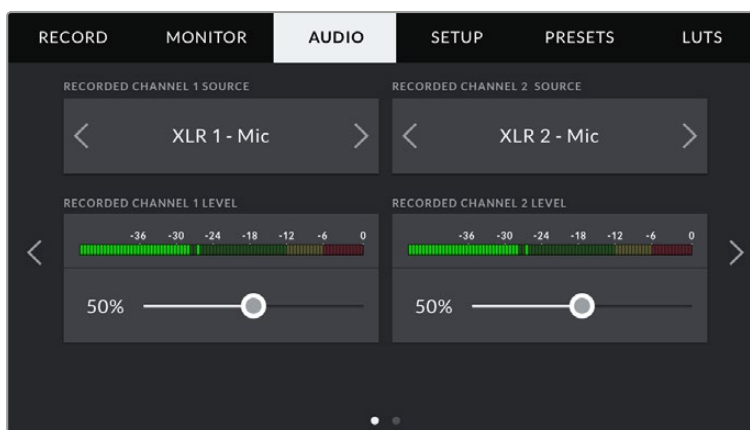 RECORD MONITOR AUDIO SETUP PRESETS LUTS
RECORDED CHANNEL 1 SOURCE RECORDED CHANNEL 2 SOURCE
XLR 1 - Mic XLR 2 - Mic
RECORDED CHANNEL 1 LEVEL RECORDED CHANNEL 2 LEVEL
-36 -30 -24 -18 -12 -6 0 -36 -30 -24 -18 -12 -6 0
50% 50%